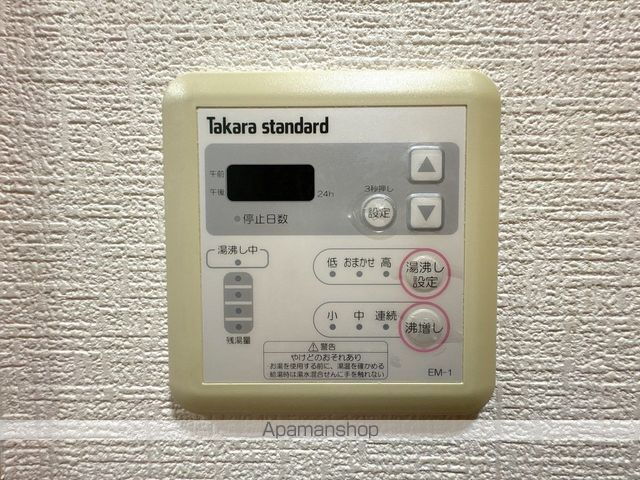 Takara standard
午前
午後
24h
3秒押し
設定
停止日数
湯沸し中
低 おまかせ 高
湯沸し
設定
小 中 連続
沸増し
残湯量
⚠警告
やけどのおそれあり
お湯を使用する前に、湯温を確かめる
給湯時は湯水混合せんに手を触れない
EM-1
Apamanshop